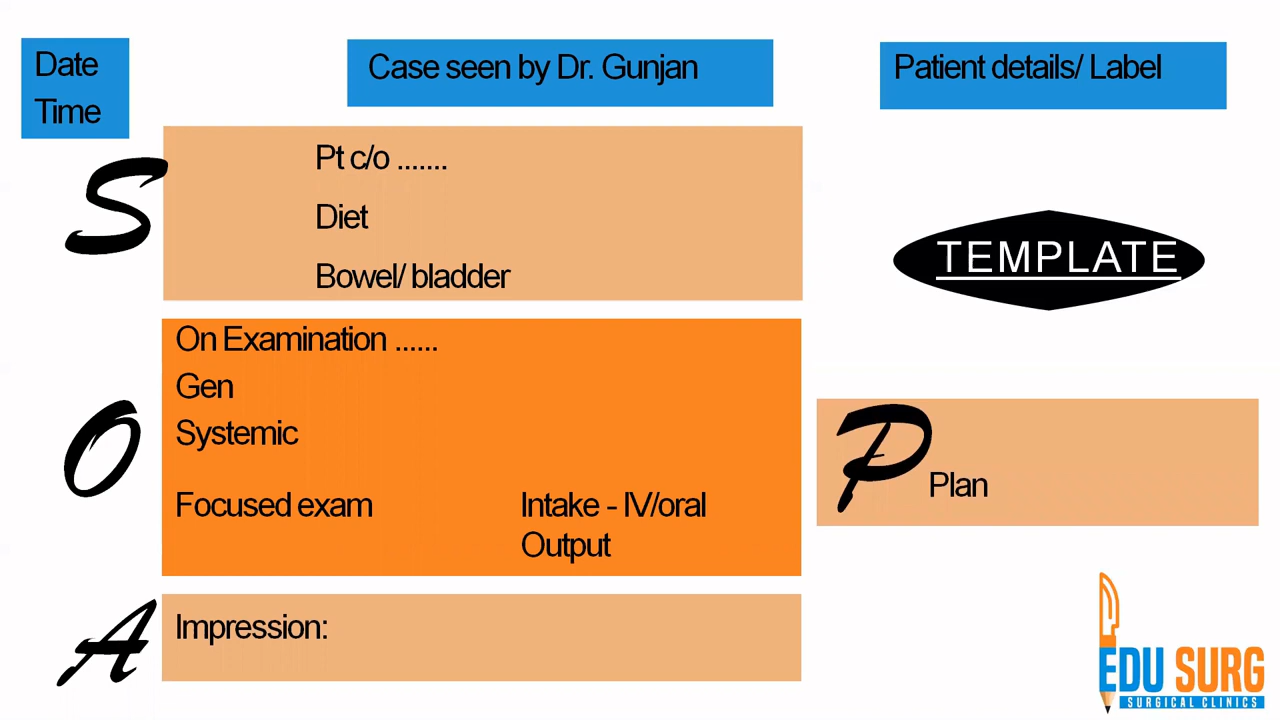 Date
Time
Case seen by Dr. Gunjan
Patient details/ Label
S
Pt c/o .......
Diet
Bowel/ bladder
TEMPLATE
O
On Examination ......
Gen
Systemic
Focused exam
Intake - IV/oral
Output
P
Plan
A
Impression:
EDU SURG
SURGICAL CLINICS